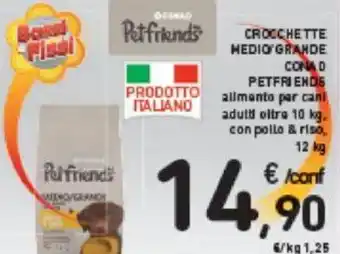 Bassi
Fissi
CONAD
Petfriends
PRODOTTO
ITALIANO
CROCCHETTE
MEDIO/GRANDE
CONAD
PETFRIENDS
alimento per cani
adulti oltre 10 kg,
con pollo & riso,
12 kg
Petfriends
MEDIO/GRANDE
€ /conf
14,90
€/kg 1,25